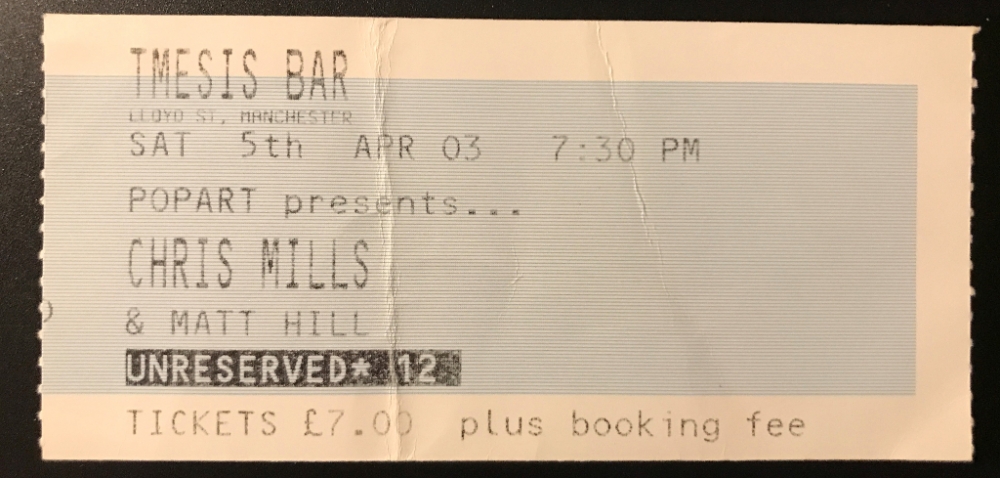 TMESIS BAR
LLOYD ST, MANCHESTER
SAT 5th APR 03 7:30 PM
POPART presents...
CHRIS MILLS
& MATT HILL
UNRESERVED* 12
TICKETS £7.00 plus booking fee